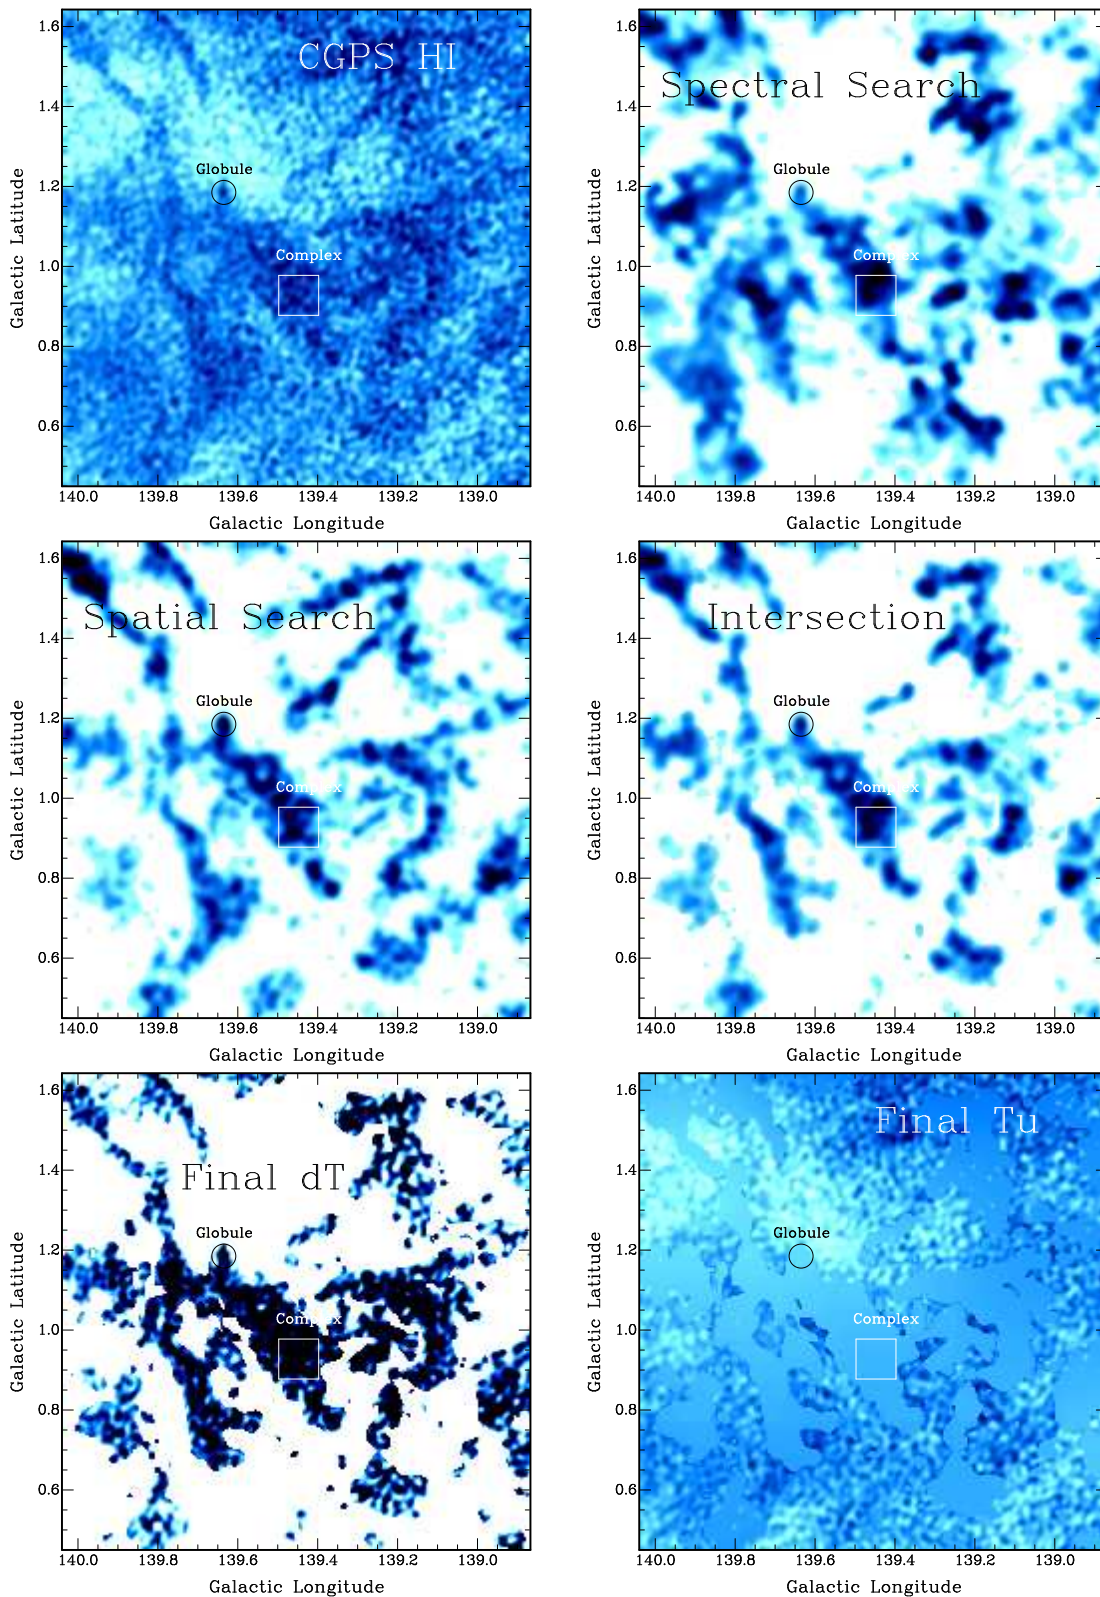 CGPS HI
Globule
Complex
1.6
1.4
1.2
1.0
0.8
0.6
Galactic Latitude
140.0 139.8 139.6 139.4 139.2 139.0
Galactic Longitude
Spectral Search
Globule
Complex
1.6
1.4
1.2
1.0
0.8
0.6
Galactic Latitude
140.0 139.8 139.6 139.4 139.2 139.0
Galactic Longitude
Spatial Search
Globule
Complex
1.6
1.4
1.2
1.0
0.8
0.6
Galactic Latitude
140.0 139.8 139.6 139.4 139.2 139.0
Galactic Longitude
Intersection
Globule
Complex
1.6
1.4
1.2
1.0
0.8
0.6
Galactic Latitude
140.0 139.8 139.6 139.4 139.2 139.0
Galactic Longitude
Final dT
Globule
Complex
1.6
1.4
1.2
1.0
0.8
0.6
Galactic Latitude
140.0 139.8 139.6 139.4 139.2 139.0
Galactic Longitude
Final Tu
Globule
Complex
1.6
1.4
1.2
1.0
0.8
0.6
Galactic Latitude
140.0 139.8 139.6 139.4 139.2 139.0
Galactic Longitude